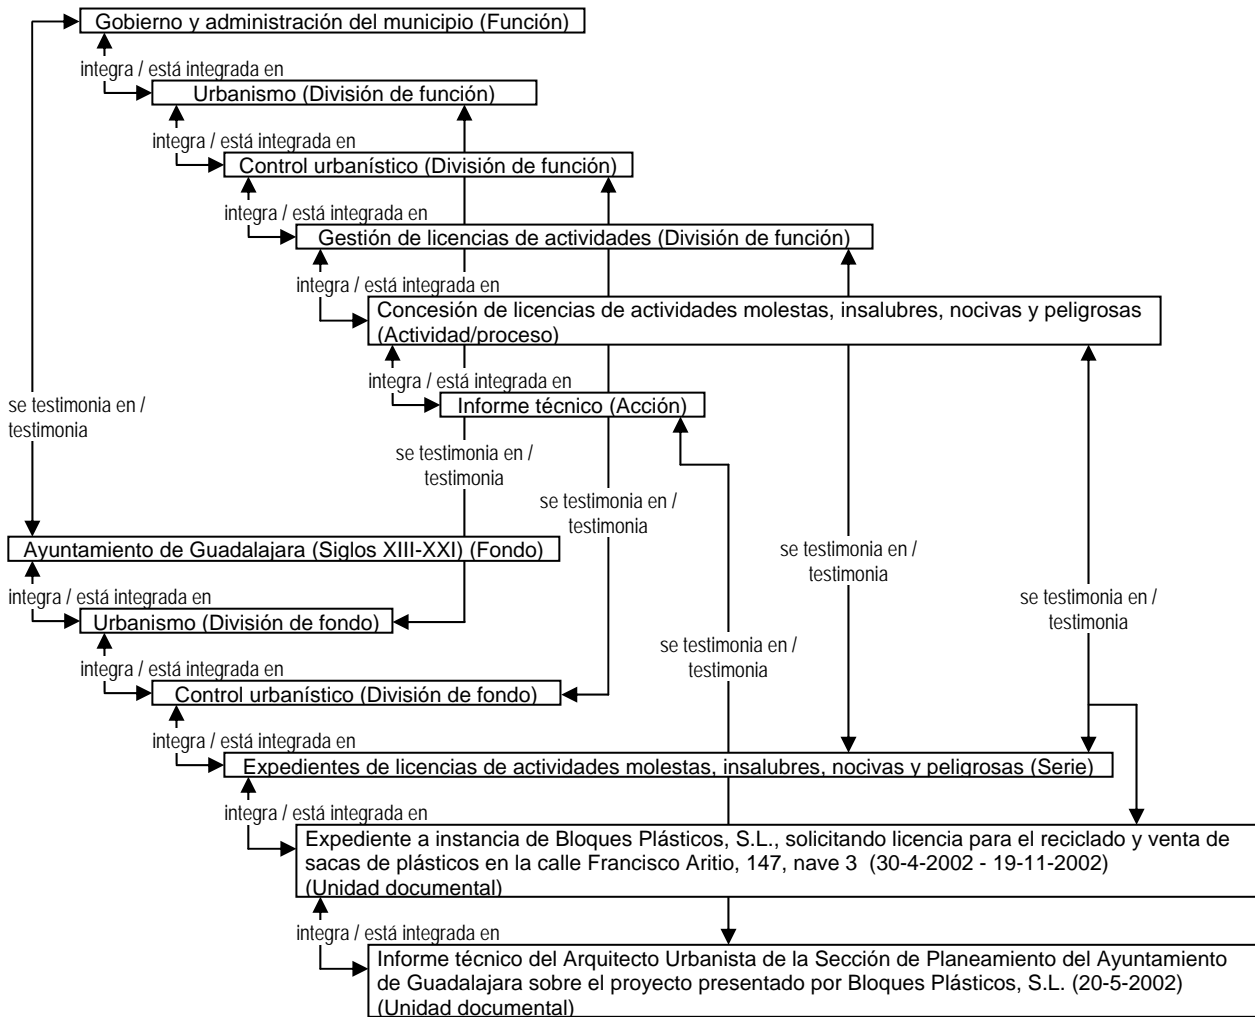 Gobierno y administración del municipio (Función)
integra / está integrada en
Urbanismo (División de función)
integra / está integrada en
Control urbanístico (División de función)
integra / está integrada en
Gestión de licencias de actividades (División de función)
integra / está integrada en
Concesión de licencias de actividades molestas, insalubres, nocivas y peligrosas
(Actividad/proceso)
integra / está integrada en
Informe técnico (Acción)
se testimonia en /
testimonia
se testimonia en /
testimonia
se testimonia en /
testimonia
se testimonia en /
testimonia
se testimonia en /
testimonia
se testimonia en /
testimonia
Ayuntamiento de Guadalajara (Siglos XIII-XXI) (Fondo)
integra / está integrada en
Urbanismo (División de fondo)
integra / está integrada en
Control urbanístico (División de fondo)
integra / está integrada en
Expedientes de licencias de actividades molestas, insalubres, nocivas y peligrosas (Serie)
integra / está integrada en
Expediente a instancia de Bloques Plásticos, S.L., solicitando licencia para el reciclado y venta de
sacas de plásticos en la calle Francisco Aritio, 147, nave 3 (30-4-2002 - 19-11-2002)
(Unidad documental)
integra / está integrada en
Informe técnico del Arquitecto Urbanista de la Sección de Planeamiento del Ayuntamiento
de Guadalajara sobre el proyecto presentado por Bloques Plásticos, S.L. (20-5-2002)
(Unidad documental)